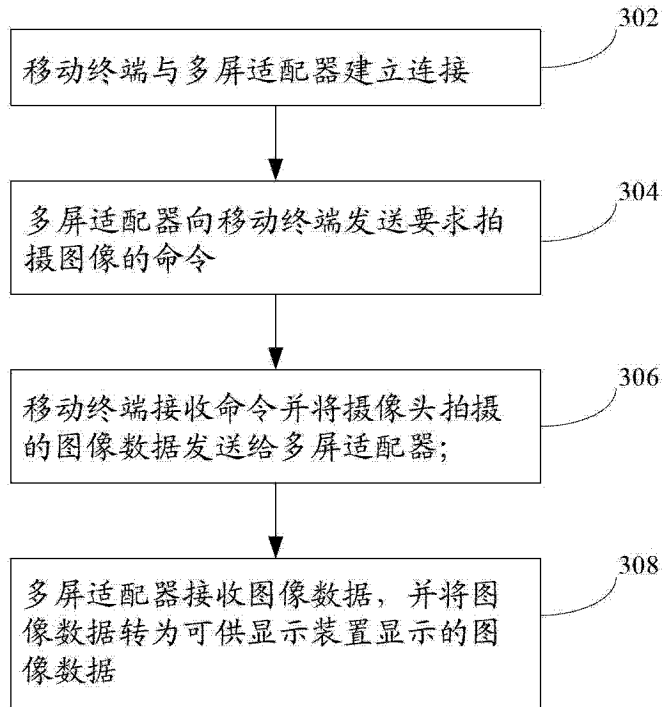 302
移动终端与多屏适配器建立连接
304
多屏适配器向移动终端发送要求拍
摄图像的命令
306
移动终端接收命令并将摄像头拍摄
的图像数据发送给多屏适配器;
308
多屏适配器接收图像数据，并将图
像数据转为可供显示装置显示的图
像数据